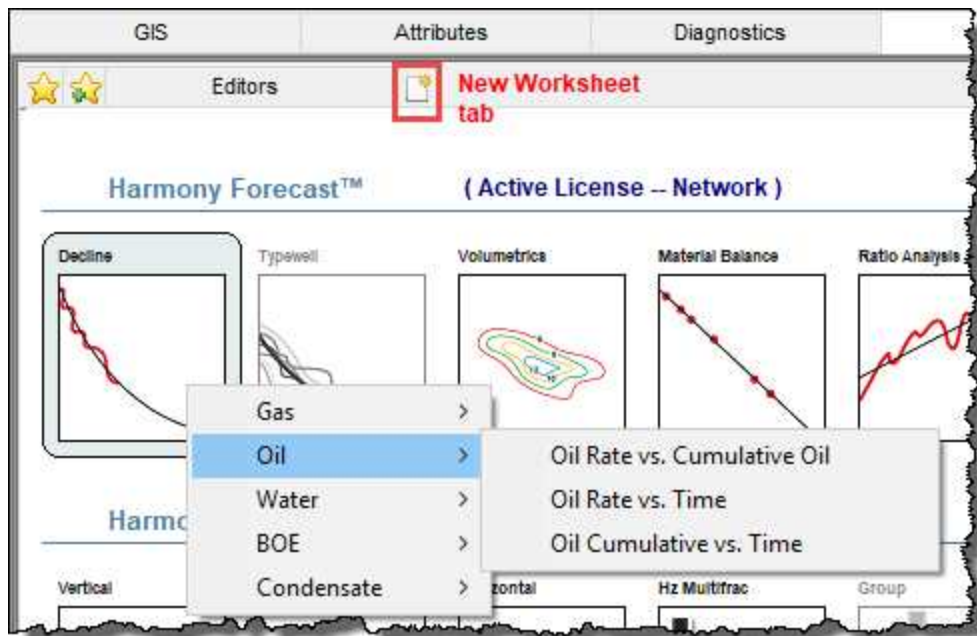 GIS Attributes Diagnostics
Editors New Worksheet
tab
Harmony Forecast™ ( Active License -- Network )
Decline Typewell Volumetrics Material Balance Ratio Analysis
Gas >
Oil > Oil Rate vs. Cumulative Oil
Water > Oil Rate vs. Time
Harmo
BOE > Oil Cumulative vs. Time
Condensate >
Vertical zontal Hz Multifrac Group